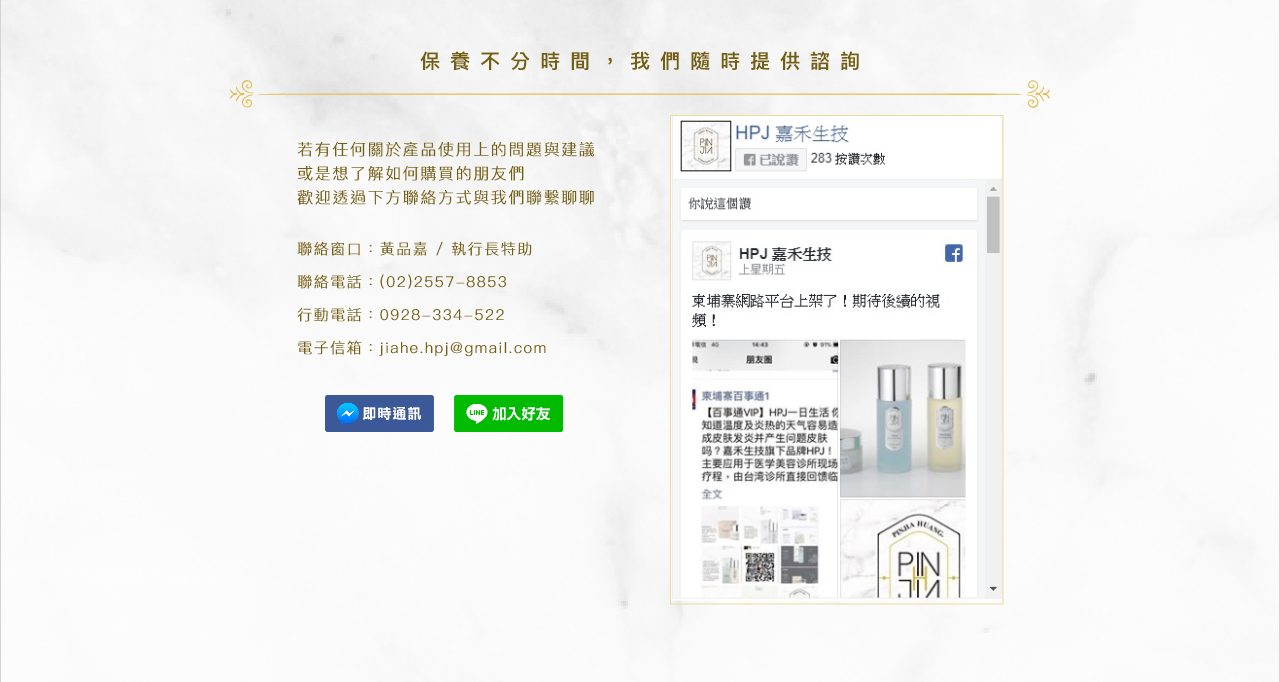 保養不分時間，我們隨時提供諮詢
若有任何關於產品使用上的問題與建議
或是想了解如何購買的朋友們
歡迎透過下方聯絡方式與我們聯繫聊聊
聯絡窗口：黃品嘉 / 執行長特助
聯絡電話：(02)2557-8853
行動電話：0928-334-522
電子信箱：jiahe.hpj@gmail.com
即時通訊
LINE 加入好友
PIN
JIA
HPJ 嘉禾生技
已說讚 283 按讚次數
你說這個讚
HPJ 嘉禾生技
上星期五
柬埔寨網路平台上架了！期待後續的視
頻！
4G 14:43 91%
朋友圈
柬埔寨百事通1
【百事通VIP】HPJ一日生活
知道温度及炎热的天气容易造
成皮肤发炎并产生问题皮肤
吗？嘉禾生技旗下品牌HPJ！
主要应用于医学美容诊所现场
疗程，由台湾诊所直接回馈临
全文
PINJIA HUANG.
PIN
H
JIA